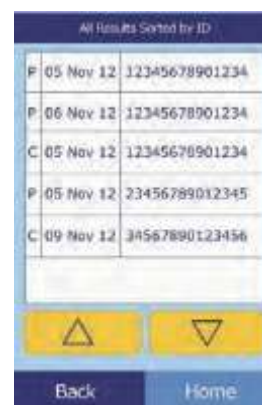 All Results Sorted by ID
P 05 Nov 12 12345678901234
P 06 Nov 12 12345678901234
C 05 Nov 12 12345678901234
P 05 Nov 12 23456789012345
C 09 Nov 12 34567890123456
Back Home